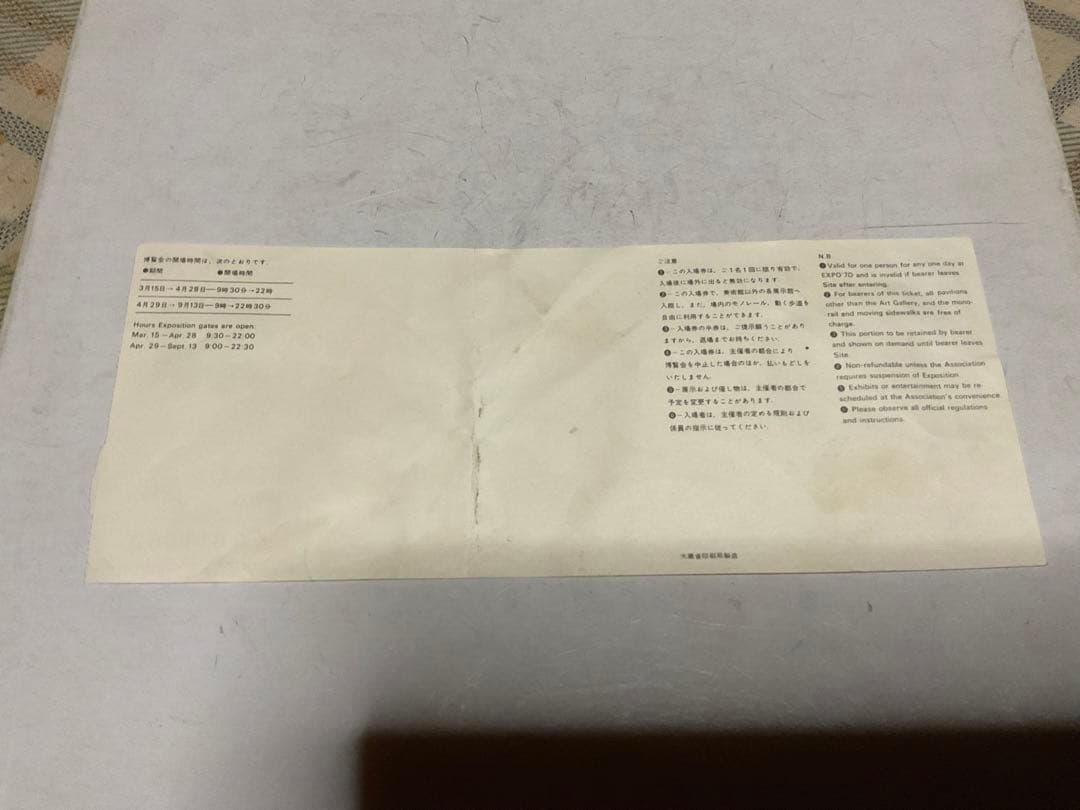 博覧会の開場時間は、次のとおりです.
●期間 ●開場時間
3月15日→4月28日―9時30分→22時
4月29日→9月13日―9時→22時30分
Hours Exposition gates are open:
Mar. 15－Apr. 28 9:30－22:00
Apr. 29－Sept. 13 9:00－22:30
ご注意
❶－この入場券は、ご1名1回に限り有効で、
入場後に場外に出ると無効になります.
❷－この入場券で、美術館以外の各展示館へ
入館し、また、場内のモノレール、動く歩道を
自由に利用することができます.
❸－入場券の半券は、ご提示願うことがあり
ますから、退場までお持ちください.
❹－この入場券は、主催者の都合により
博覧会を中止した場合のほか、払いもどしを
いたしません.
❺－展示および催し物は、主催者の都合で
予定を変更することがあります.
❻－入場者は、主催者の定める規則および
係員の指示に従ってください.
N.B
❶ Valid for one person for any one day at
EXPO'70 and is invalid if bearer leaves
Site after entering.
❷ For bearers of this ticket, all pavilions
other than the Art Gallery, and the mono-
rail and moving sidewalks are free of
charge.
❸ This portion to be retained by bearer
and shown on demand until bearer leaves
Site.
❹ Non-refundable unless the Association
requires suspension of Exposition.
❺ Exhibits or entertainment may be re-
scheduled at the Association's convenience.
❻ Please observe all official regulations
and instructions.
大蔵省印刷局製造